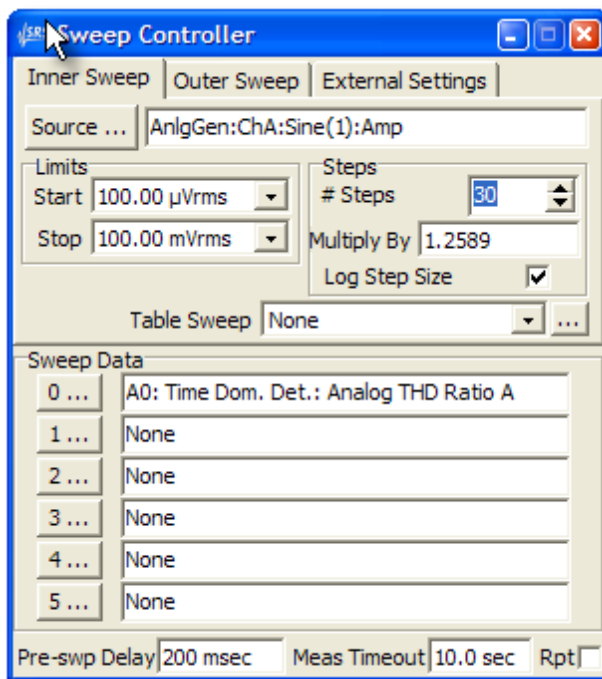 SRS Sweep Controller
Inner Sweep Outer Sweep External Settings
Source ... AnlgGen:ChA:Sine(1):Amp
Limits
Start 100.00 µVrms
Stop 100.00 mVrms
Steps
# Steps 30
Multiply By 1.2589
Log Step Size
Table Sweep None ...
Sweep Data
0 ... A0: Time Dom. Det.: Analog THD Ratio A
1 ... None
2 ... None
3 ... None
4 ... None
5 ... None
Pre-swp Delay 200 msec Meas Timeout 10.0 sec Rpt